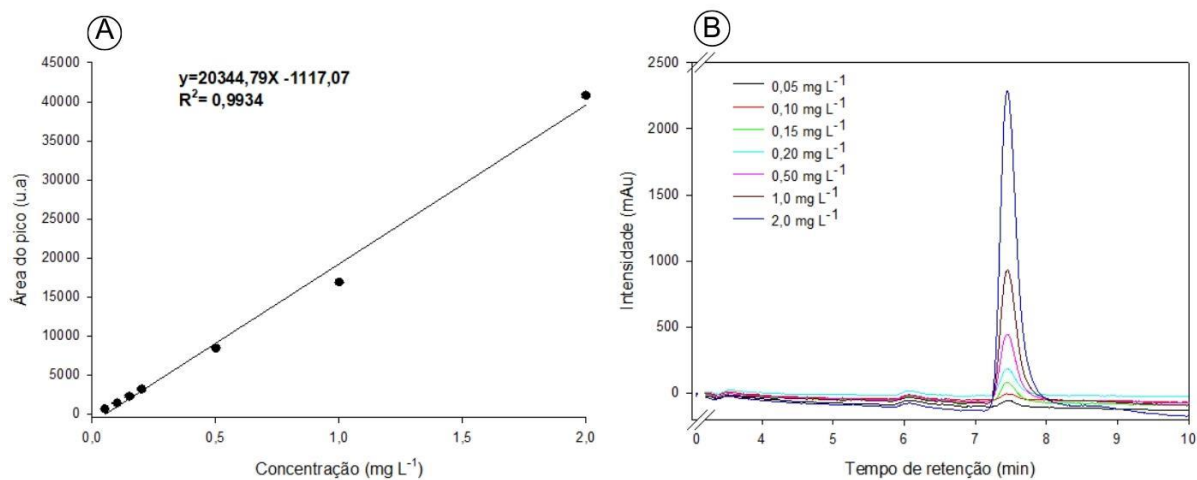 A
y=20344,79X -1117,07
R²= 0,9934
45000
40000
35000
30000
25000
20000
15000
10000
5000
0
Área do pico (u.a)
0,0 0,5 1,0 1,5 2,0
Concentração (mg L⁻¹)
B
0,05 mg L⁻¹
0,10 mg L⁻¹
0,15 mg L⁻¹
0,20 mg L⁻¹
0,50 mg L⁻¹
1,0 mg L⁻¹
2,0 mg L⁻¹
2500
2000
1500
1000
500
0
Intensidade (mAu)
0 4 5 6 7 8 9 10
Tempo de retenção (min)